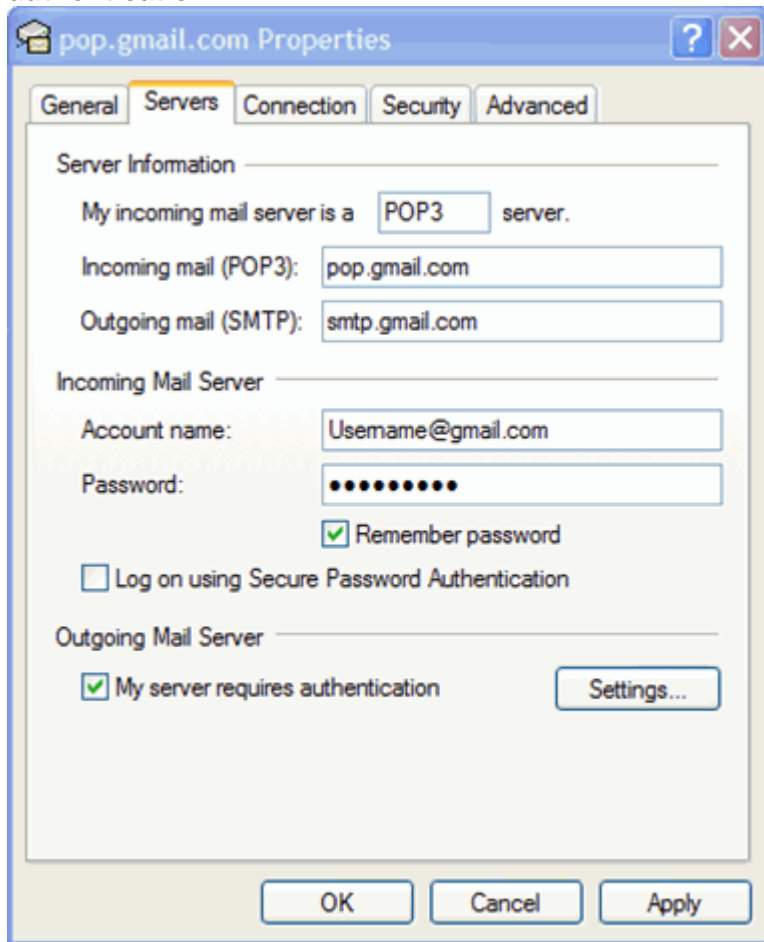 pop.gmail.com Properties
General Servers Connection Security Advanced
Server Information
My incoming mail server is a POP3 server.
Incoming mail (POP3): pop.gmail.com
Outgoing mail (SMTP): smtp.gmail.com
Incoming Mail Server
Account name: Username@gmail.com
Password: •••••••••
Remember password
Log on using Secure Password Authentication
Outgoing Mail Server
My server requires authentication Settings...
OK Cancel Apply